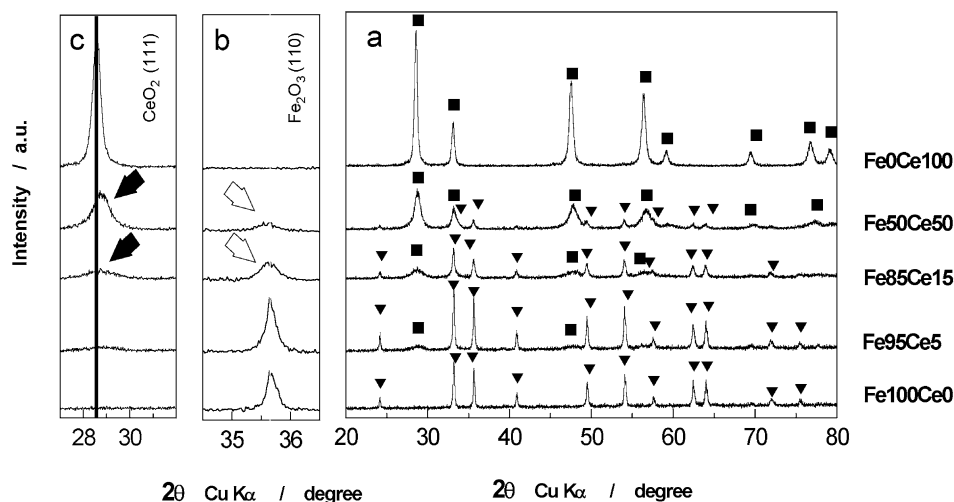 c
b
a
CeO2 (111)
Fe2O3 (110)
Intensity / a.u.
Fe0Ce100
Fe50Ce50
Fe85Ce15
Fe95Ce5
Fe100Ce0
28 30
35 36
20 30 40 50 60 70 80
2θ Cu Kα / degree
2θ Cu Kα / degree